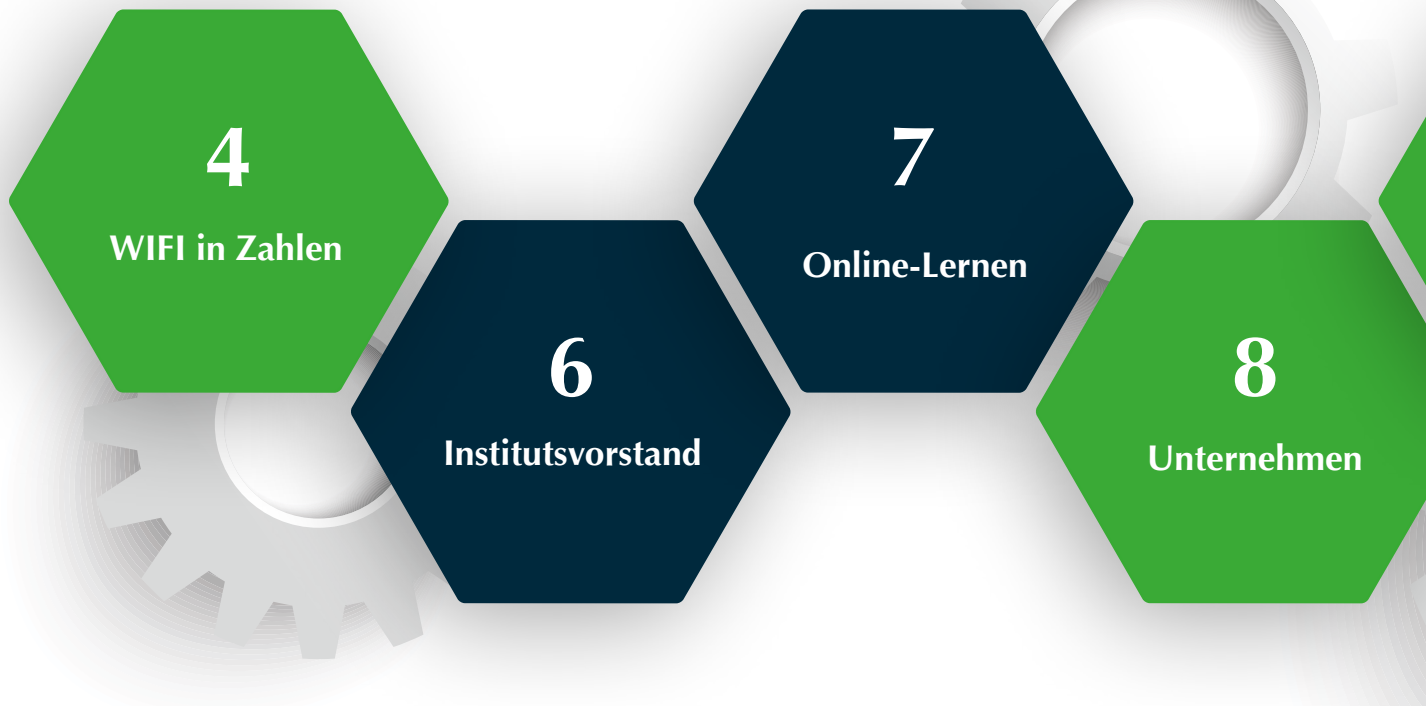 4
WIFI in Zahlen
6
Institutsvorstand
7
Online-Lernen
8
Unternehmen